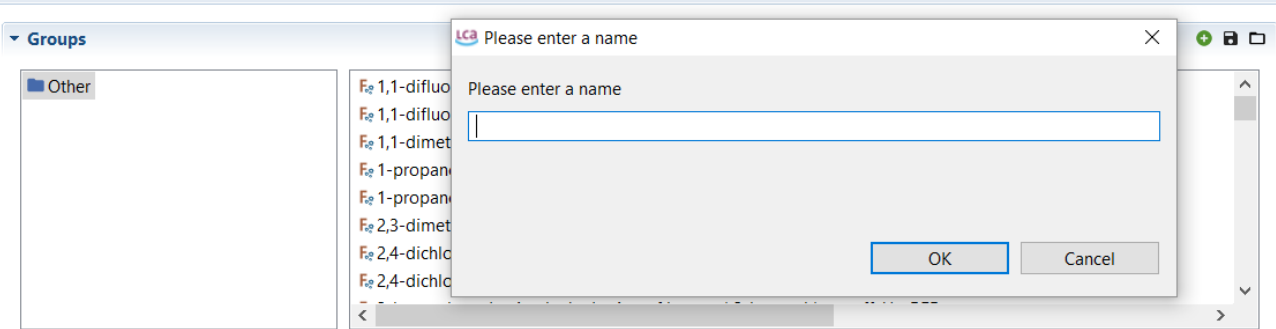 LCA Please enter a name
Groups
Other
Please enter a name
1,1-difluo
1,1-difluo
1,1-dimet
1-propan
1-propan
2,3-dimet
2,4-dichlo
2,4-dichlo
OK
Cancel